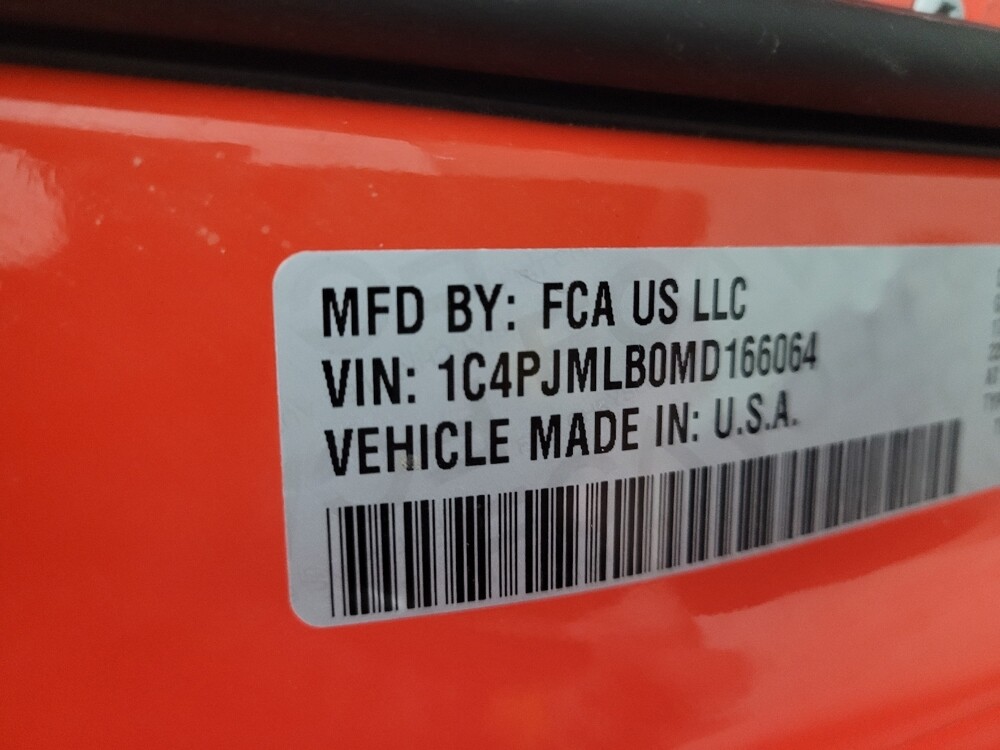 MFD BY: FCA US LLC
VIN: 1C4PJMLB0MD166064
VEHICLE MADE IN: U.S.A.